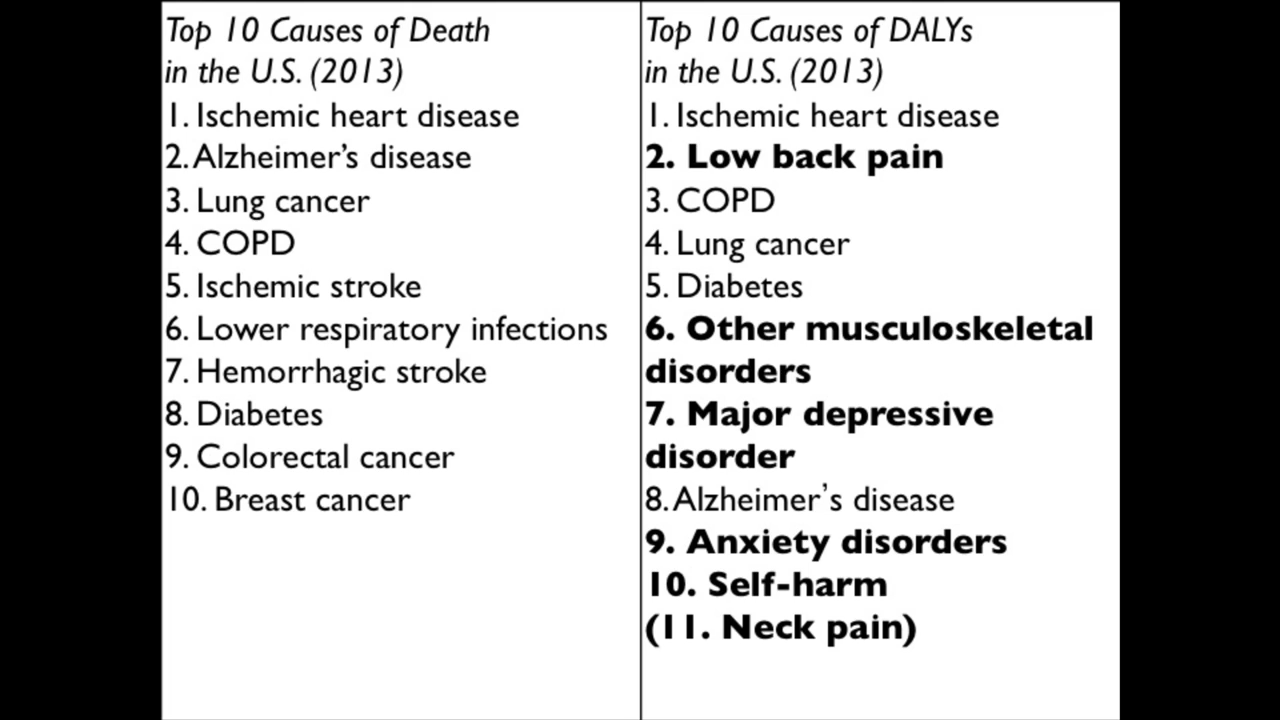 Top 10 Causes of Death
in the U.S. (2013)
1. Ischemic heart disease
2. Alzheimer’s disease
3. Lung cancer
4. COPD
5. Ischemic stroke
6. Lower respiratory infections
7. Hemorrhagic stroke
8. Diabetes
9. Colorectal cancer
10. Breast cancer
Top 10 Causes of DALYs
in the U.S. (2013)
1. Ischemic heart disease
2. Low back pain
3. COPD
4. Lung cancer
5. Diabetes
6. Other musculoskeletal
disorders
7. Major depressive
disorder
8. Alzheimer’s disease
9. Anxiety disorders
10. Self-harm
(11. Neck pain)